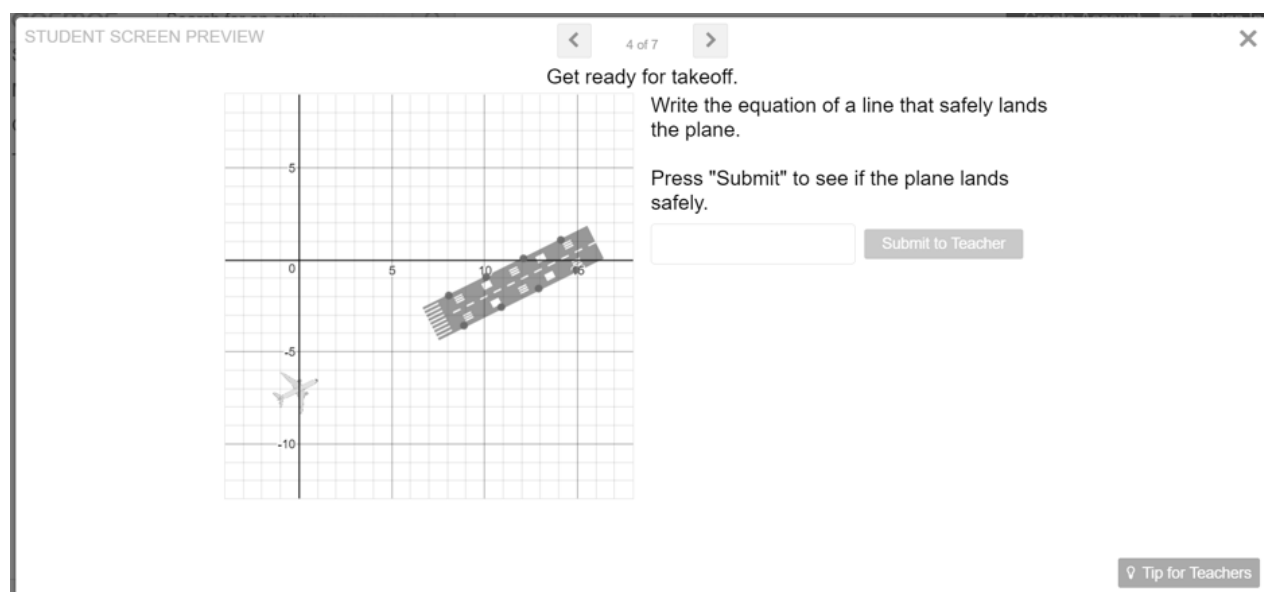 STUDENT SCREEN PREVIEW
4 of 7
Get ready for takeoff.
Write the equation of a line that safely lands
the plane.
Press "Submit" to see if the plane lands
safely.
Submit to Teacher
5
0
5
10
15
-5
-10
Tip for Teachers